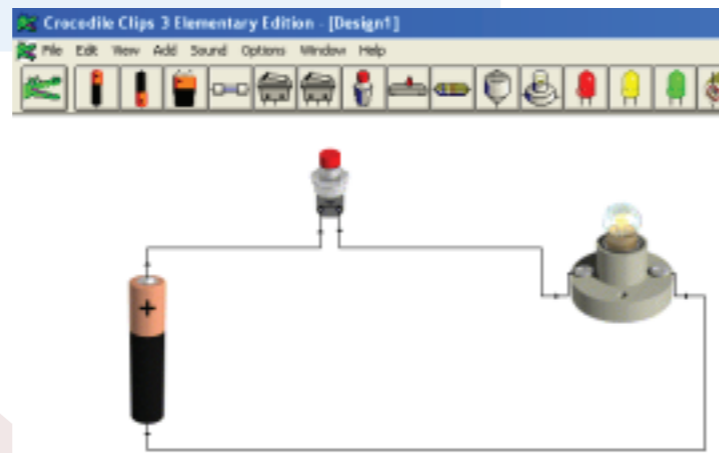 Crocodile Clips 3 Elementary Edition - [Design1]
File Edit View Add Sound Options Window Help
+